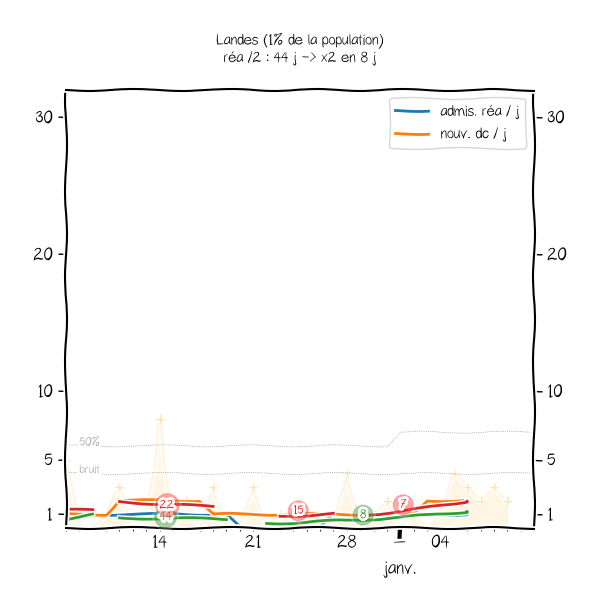 Landes (1% de la population)
réa /2 : 44 j -> x2 en 8 j
admis. réa / j
nouv. dc / j
30 30
20 20
10 10
50%
5 5
bruit
1 22 44 15 8 7 1
14 21 28 04
janv.